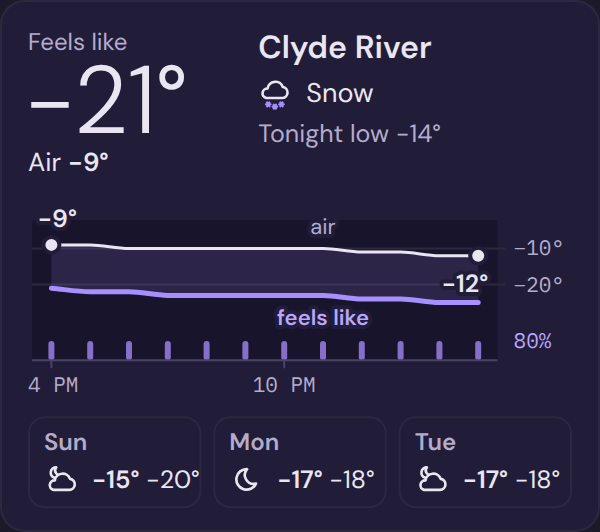 Feels like
−21°
Air −9°
Clyde River
Snow
Tonight low −14°
−9°
air
−10°
−12°
−20°
feels like
80%
4 PM
10 PM
Sun
−15° −20°
Mon
−17° −18°
Tue
−17° −18°